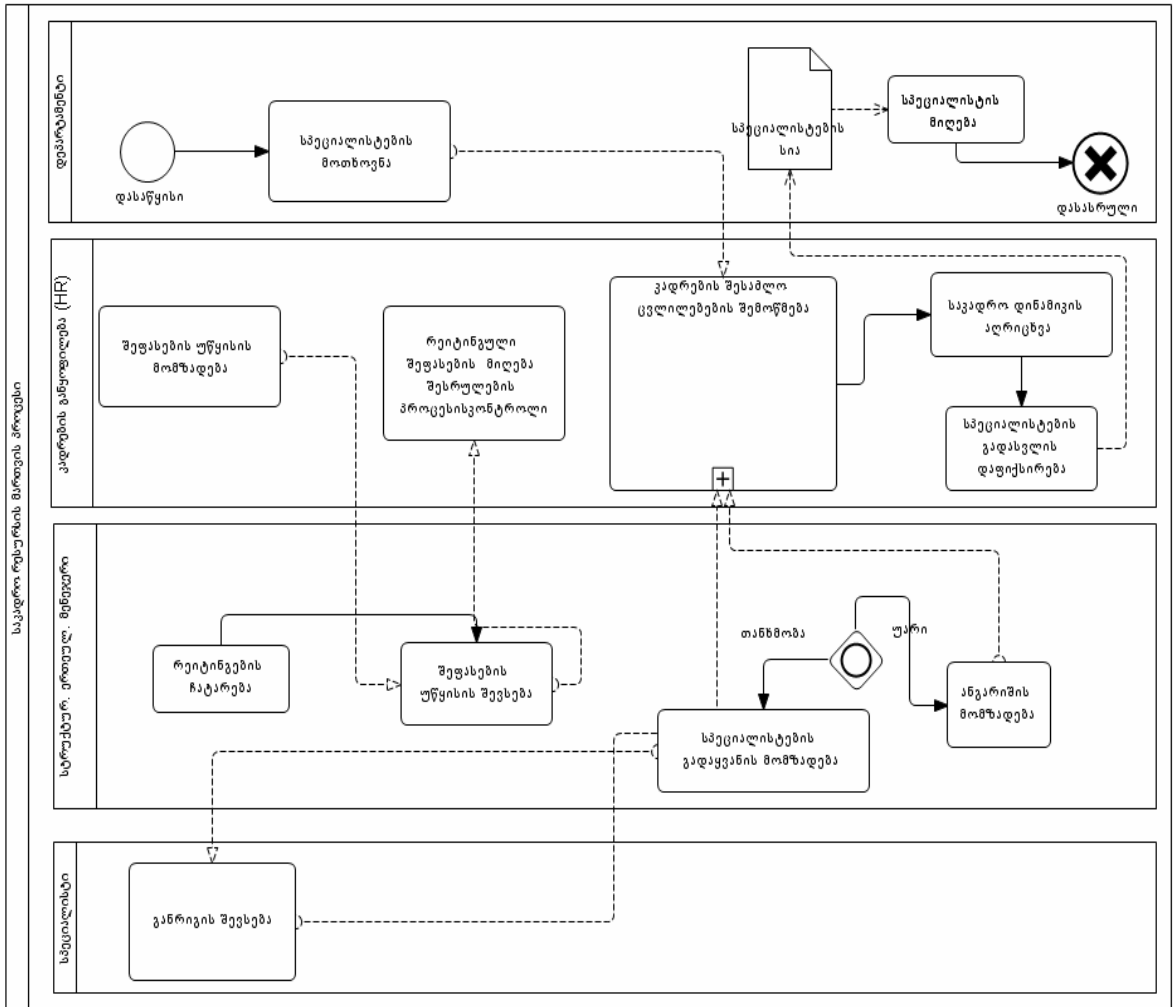 საკადრო რესურსის მართვის პროცესი
დეპარტამენტი
დასაწყისი
სპეციალისტების
მოთხოვნა
სპეციალისტების
სია
სპეციალისტის
მიღება
დასასრული
კადრების განყოფილება (HR)
შეფასების უწყისის
მომზადება
რეიტინგული
შეფასების მიღება
შესრულების
პროცესისკონტროლი
კადრების შესამლო
ცვლილებების შემოწმება
საკადრო დინამიკის
აღრიცხვა
სპეციალისტების
გადასვლის
დაფიქსირება
სტრუქტურ. ერთეულ. მენეჯერი
რეიტინგების
ჩატარება
შეფასების
უწყისის შევსება
თანხმობა
უარი
სპეციალისტების
გადაყვანის მომზადება
ანგარიშის
მომზადება
სპეციალისტი
განრიგის შევსება